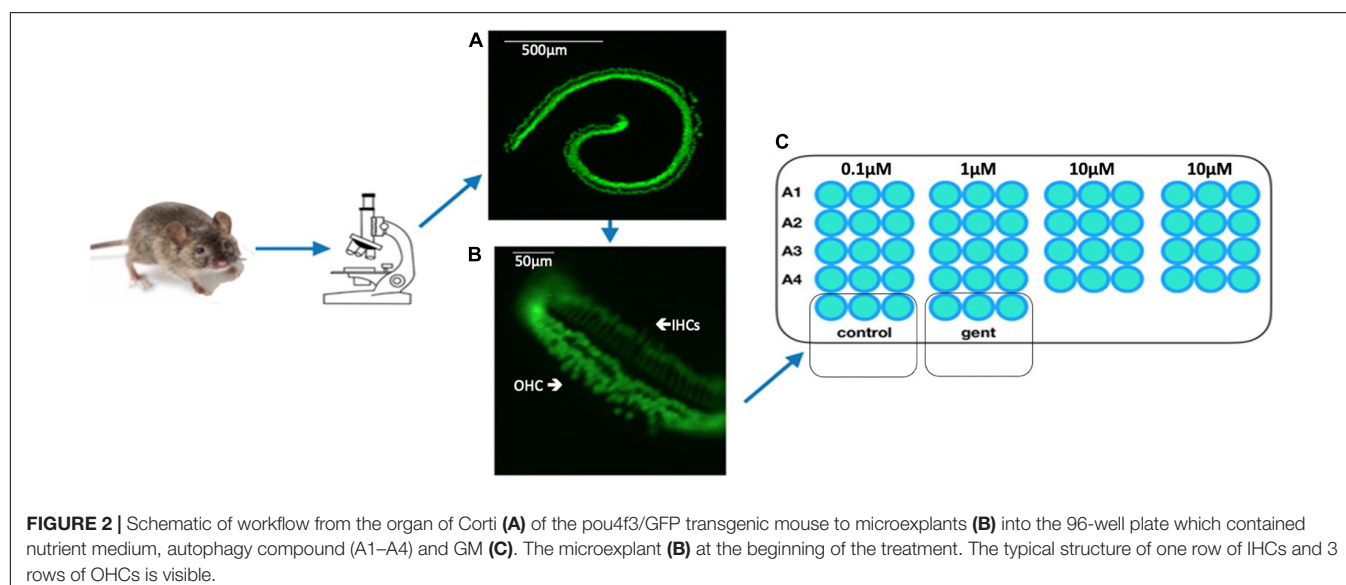 A
500µm
B
50µm
←IHCs
OHC →
C
0.1µM 1µM 10µM 10µM
A1
A2
A3
A4
control gent
FIGURE 2 | Schematic of workflow from the organ of Corti (A) of the pou4f3/GFP transgenic mouse to microexplants (B) into the 96-well plate which contained
nutrient medium, autophagy compound (A1–A4) and GM (C). The microexplant (B) at the beginning of the treatment. The typical structure of one row of IHCs and 3
rows of OHCs is visible.